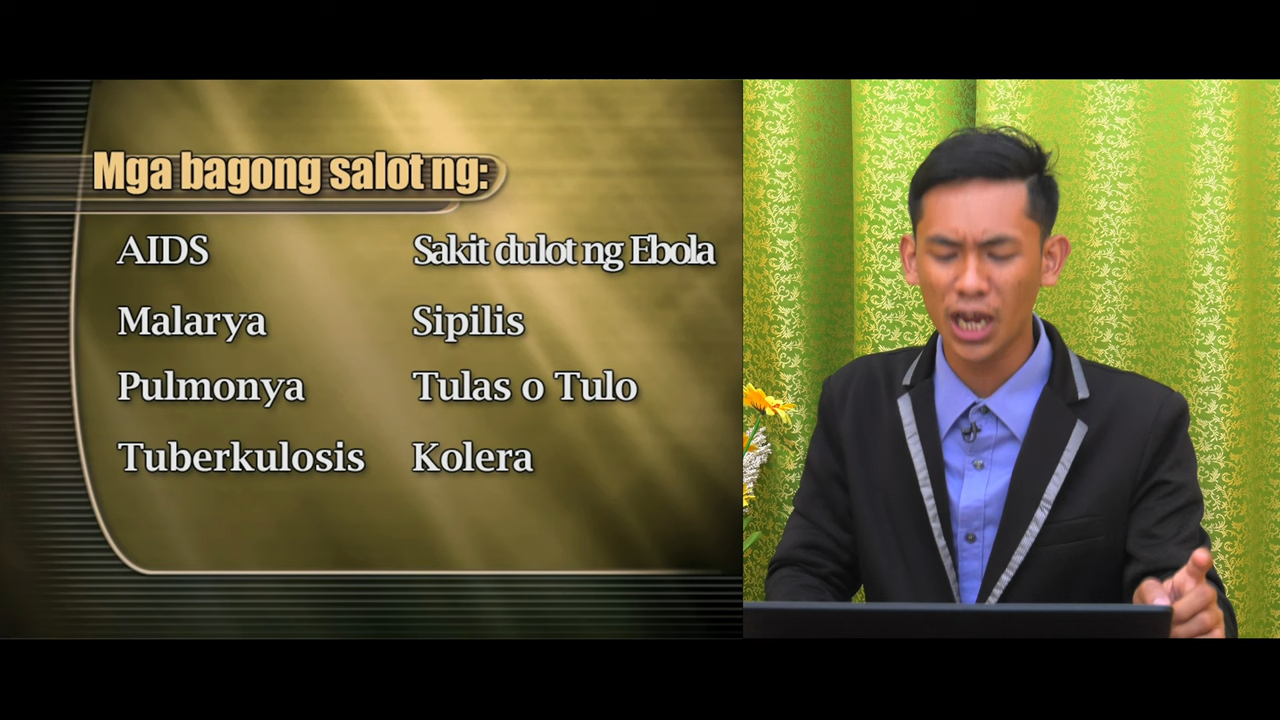 Mga bagong salot ng:
AIDS
Malarya
Pulmonya
Tuberkulosis
Sakit dulot ng Ebola
Sipilis
Tulas o Tulo
Kolera